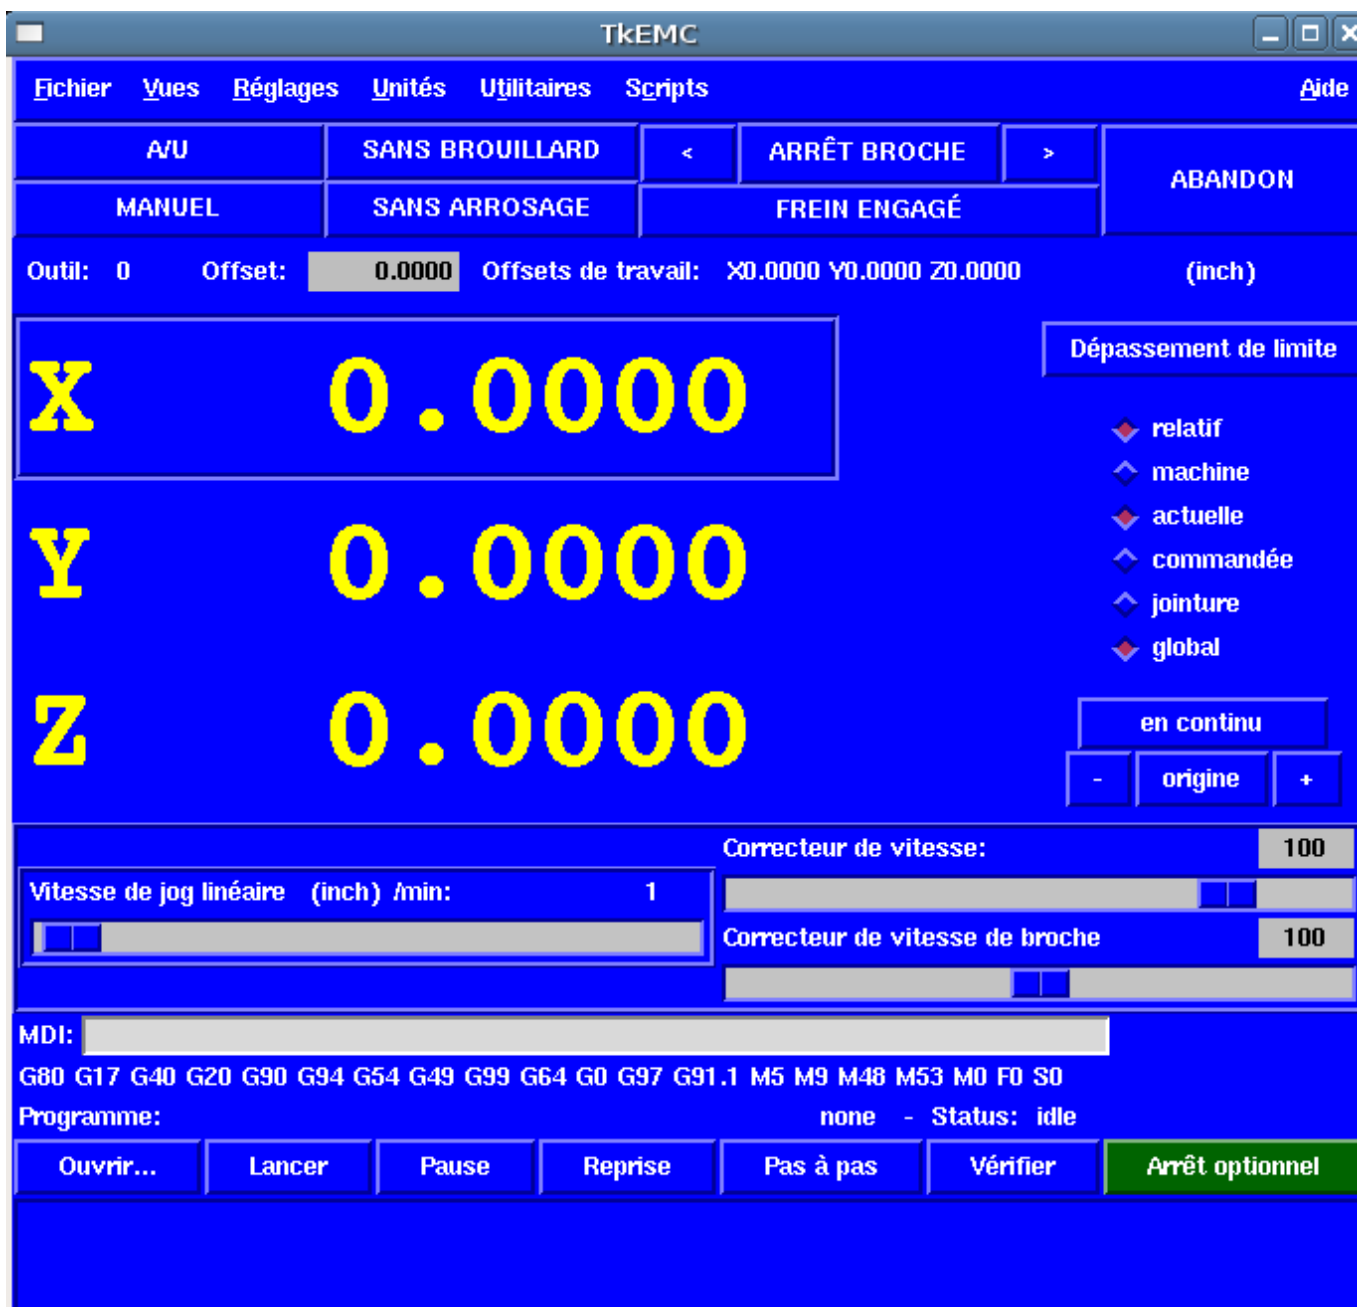 TkEMC
Fichier Vues Réglages Unités Utilitaires Scripts Aide
A/U SANS BROUILLARD < ARRÊT BROCHE > ABANDON
MANUEL SANS ARROSAGE FREIN ENGAGÉ
Outil: 0 Offset: 0.0000 Offsets de travail: X0.0000 Y0.0000 Z0.0000 (inch)
X 0.0000
Y 0.0000
Z 0.0000
Dépassement de limite
relatif
machine
actuelle
commandée
jointure
global
en continu
- origine +
Vitesse de jog linéaire (inch) /min: 1
Correcteur de vitesse: 100
Correcteur de vitesse de broche 100
MDI:
G80 G17 G40 G20 G90 G94 G54 G49 G99 G64 G0 G97 G91.1 M5 M9 M48 M53 M0 F0 S0
Programme: none - Status: idle
Ouvrir... Lancer Pause Reprise Pas à pas Vérifier Arrêt optionnel